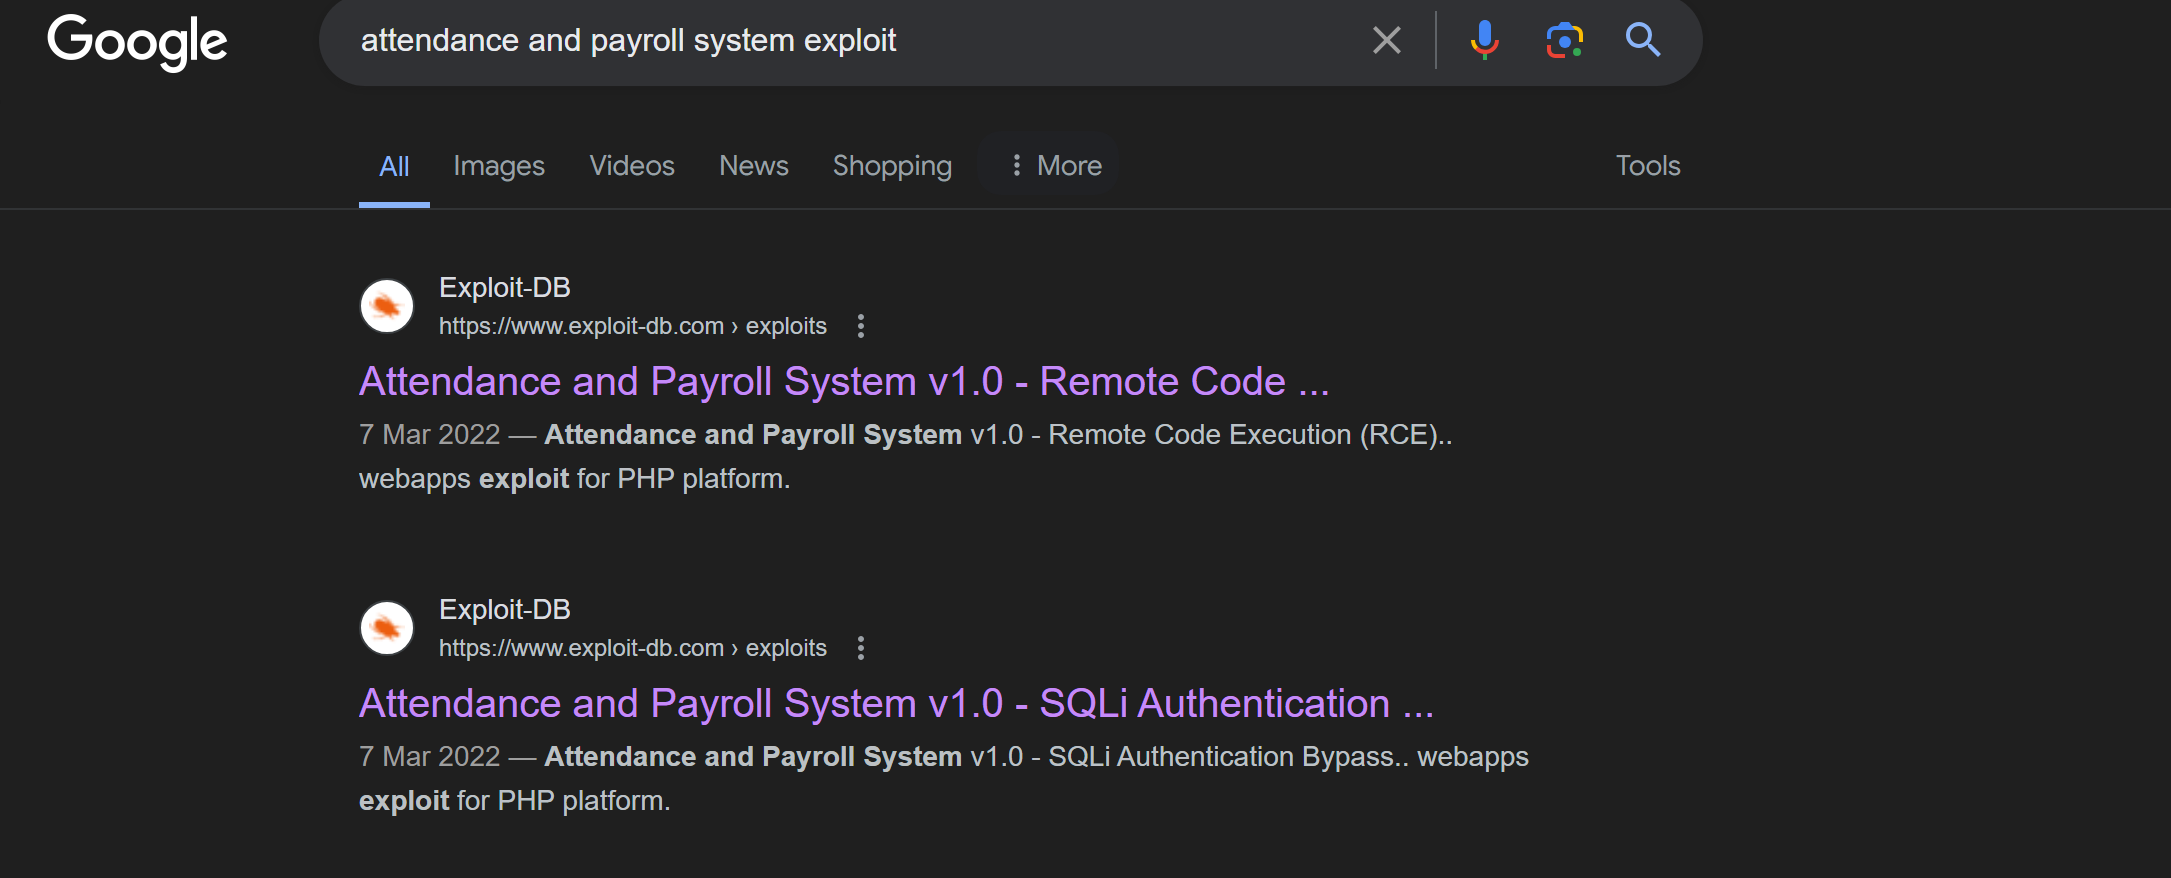 Google
attendance and payroll system exploit
All Images Videos News Shopping More Tools
Exploit-DB
https://www.exploit-db.com › exploits
Attendance and Payroll System v1.0 - Remote Code ...
7 Mar 2022 — Attendance and Payroll System v1.0 - Remote Code Execution (RCE)..
webapps exploit for PHP platform.
Exploit-DB
https://www.exploit-db.com › exploits
Attendance and Payroll System v1.0 - SQLi Authentication ...
7 Mar 2022 — Attendance and Payroll System v1.0 - SQLi Authentication Bypass.. webapps
exploit for PHP platform.